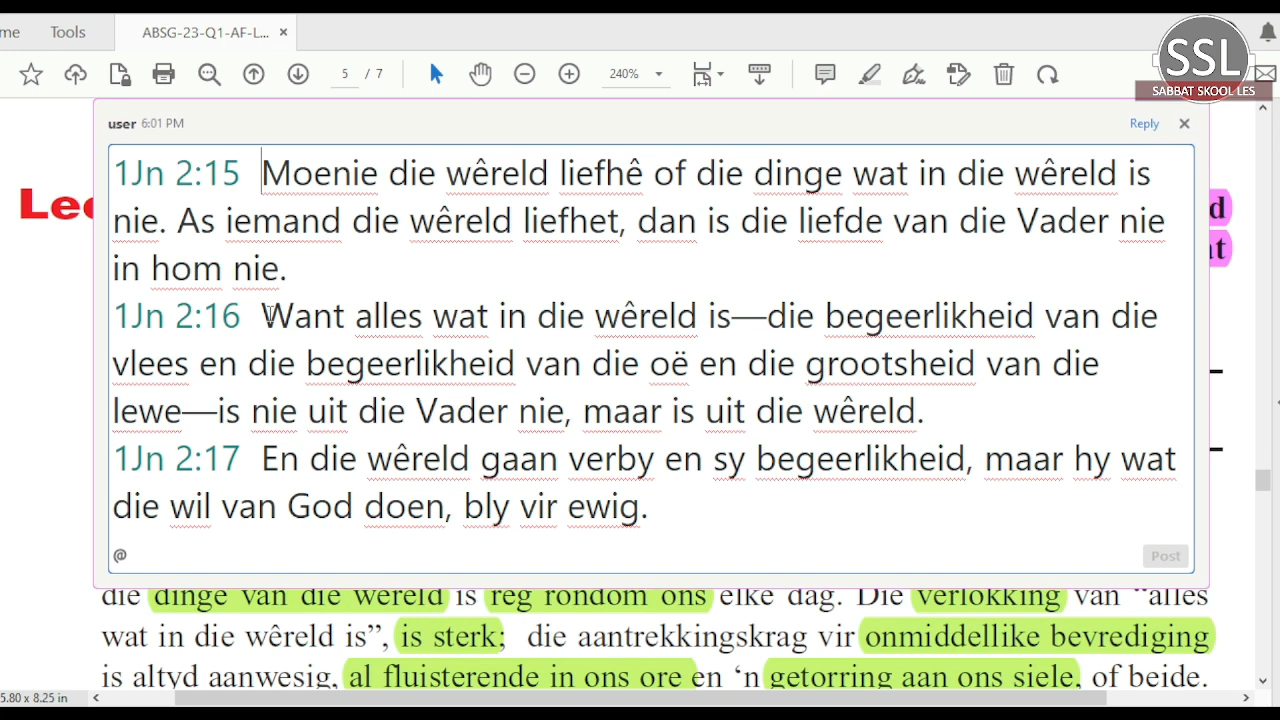 me Tools ABSG-23-Q1-AF-L... ×
SSL
SABBAT SKOOL LES
5 / 7 240%
user 6:01 PM Reply
1Jn 2:15 Moenie die wêreld liefhê of die dinge wat in die wêreld is
nie. As iemand die wêreld liefhet, dan is die liefde van die Vader nie
in hom nie.
1Jn 2:16 Want alles wat in die wêreld is—die begeerlikheid van die
vlees en die begeerlikheid van die oë en die grootsheid van die
lewe—is nie uit die Vader nie, maar is uit die wêreld.
1Jn 2:17 En die wêreld gaan verby en sy begeerlikheid, maar hy wat
die wil van God doen, bly vir ewig.
@ Post
die dinge van die wêreld is reg rondom ons elke dag. Die verlokking van “alles
wat in die wêreld is”, is sterk; die aantrekkingskrag vir onmiddellike bevrediging
is altyd aanwesig, al fluisterende in ons ore en ‘n getorring aan ons siele, of beide.
5.80 x 8.25 in